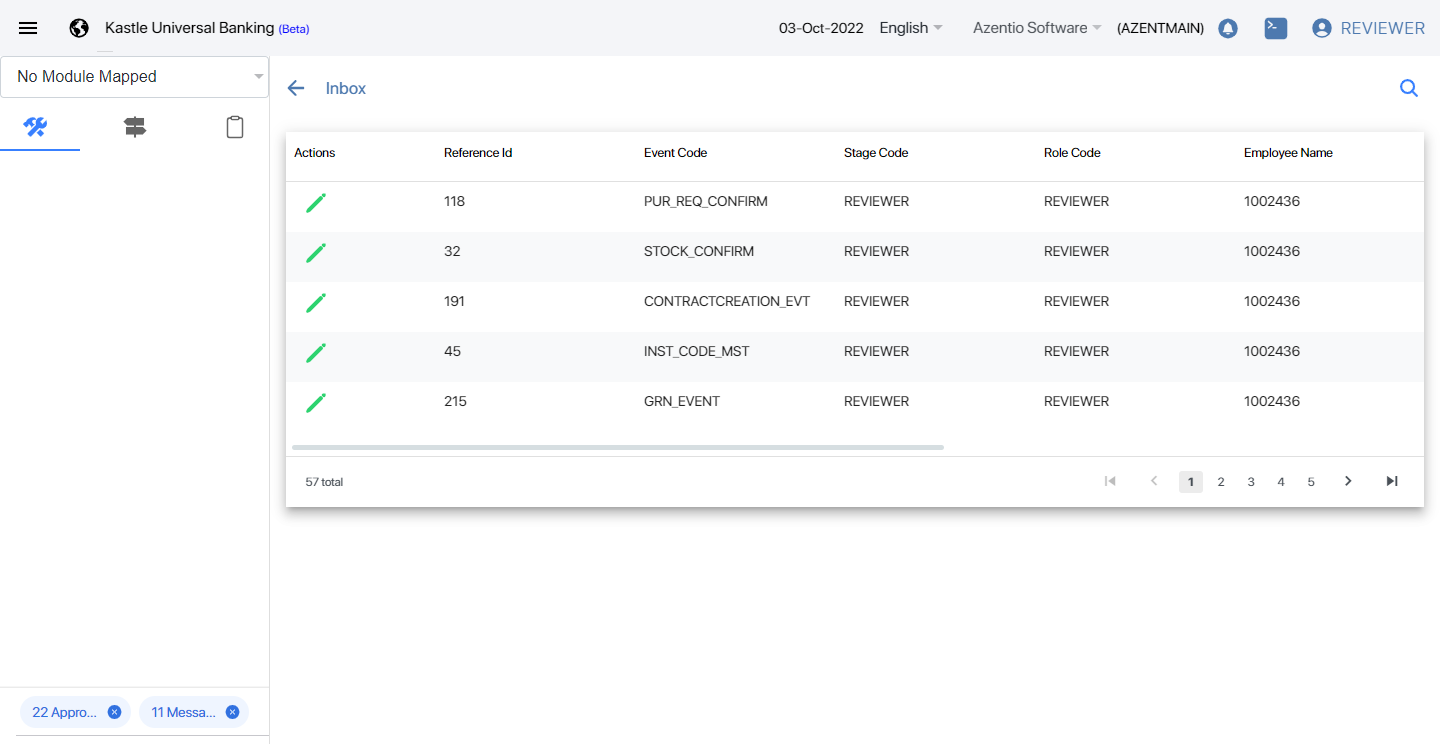 Kastle Universal Banking (Beta)
03-Oct-2022 English Azentio Software (AZENTMAIN) REVIEWER
No Module Mapped
Inbox
Actions Reference Id Event Code Stage Code Role Code Employee Name
118 PUR_REQ_CONFIRM REVIEWER REVIEWER 1002436
32 STOCK_CONFIRM REVIEWER REVIEWER 1002436
191 CONTRACTCREATION_EVT REVIEWER REVIEWER 1002436
45 INST_CODE_MST REVIEWER REVIEWER 1002436
215 GRN_EVENT REVIEWER REVIEWER 1002436
57 total 1 2 3 4 5
22 Appro... 11 Messa...